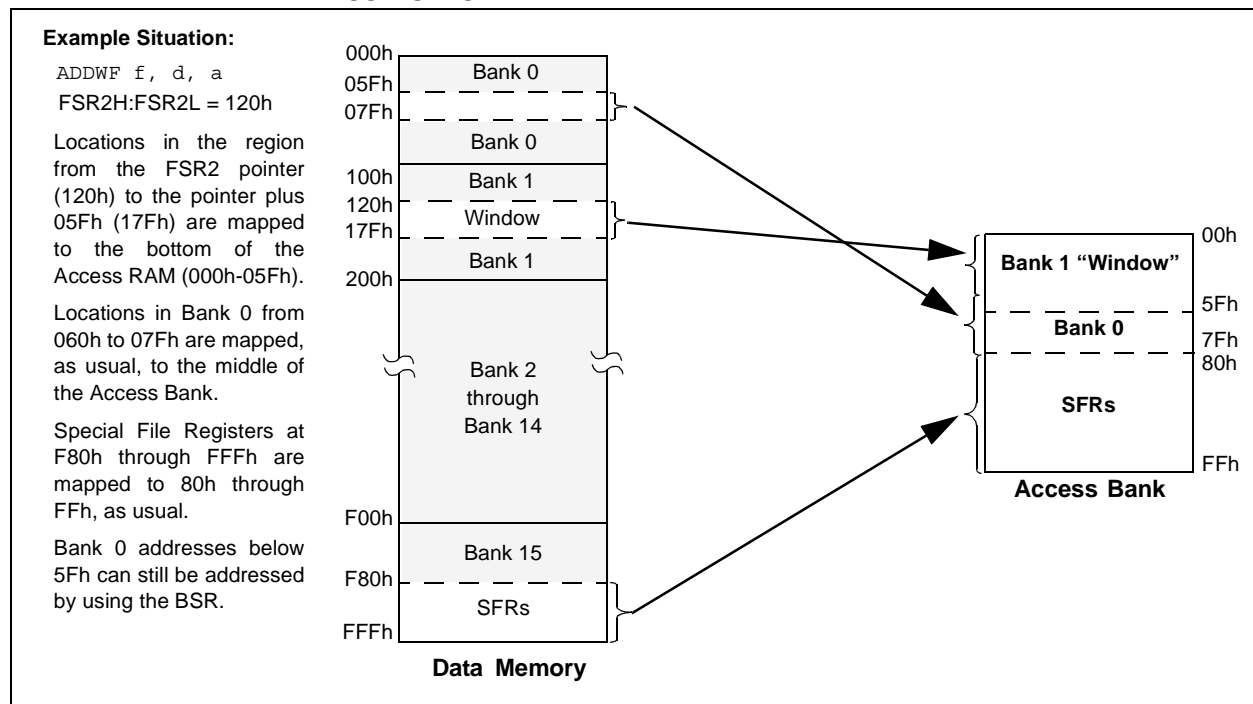 Example Situation:
ADDWF f, d, a
FSR2H:FSR2L = 120h
Locations in the region
from the FSR2 pointer
(120h) to the pointer plus
05Fh (17Fh) are mapped
to the bottom of the
Access RAM (000h-05Fh).
Locations in Bank 0 from
060h to 07Fh are mapped,
as usual, to the middle of
the Access Bank.
Special File Registers at
F80h through FFFh are
mapped to 80h through
FFh, as usual.
Bank 0 addresses below
5Fh can still be addressed
by using the BSR.
000h
05Fh
07Fh
100h
120h
17Fh
200h
F00h
F80h
FFFh
Bank 0
Bank 0
Bank 1
Window
Bank 1
Bank 2
through
Bank 14
Bank 15
SFRs
Data Memory
Bank 1 “Window”
Bank 0
SFRs
00h
5Fh
7Fh
80h
FFh
Access Bank